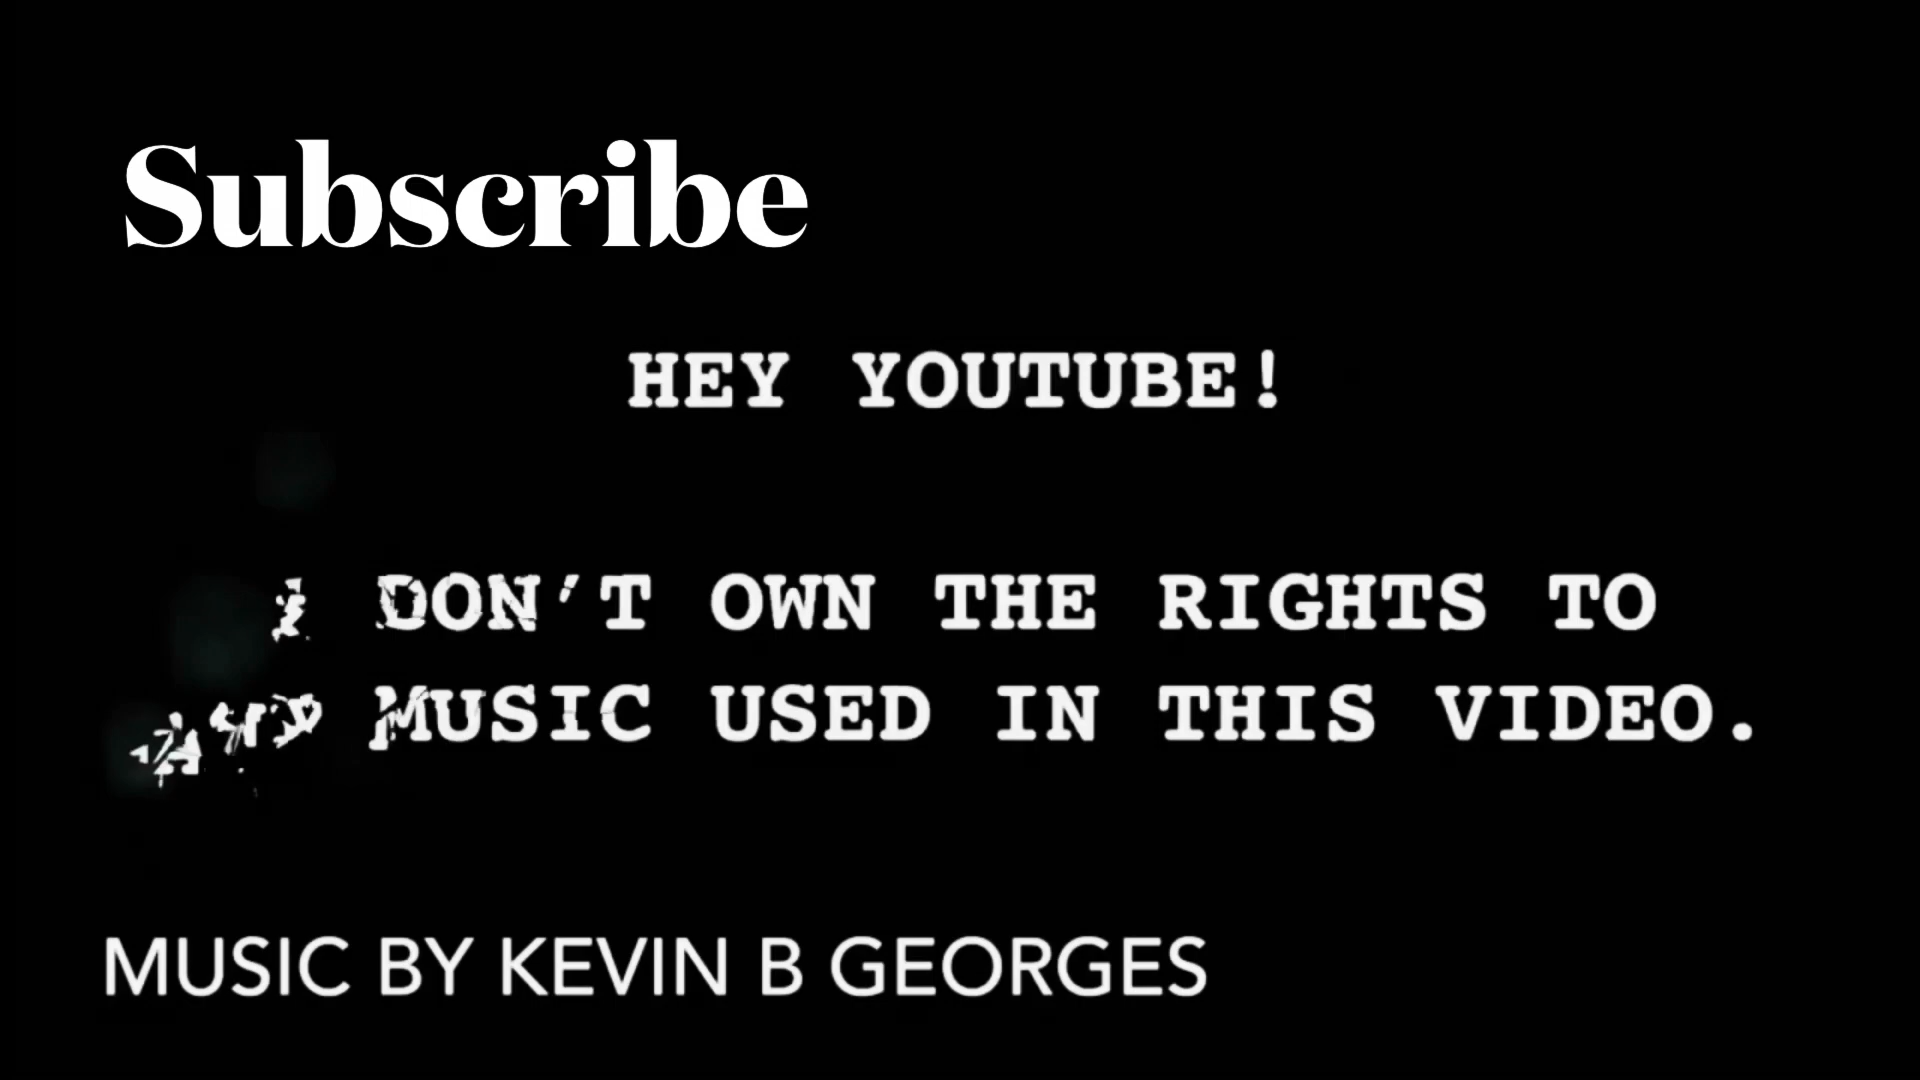 Subscribe
HEY YOUTUBE!
I DON'T OWN THE RIGHTS TO
MUSIC USED IN THIS VIDEO.
MUSIC BY KEVIN B GEORGES